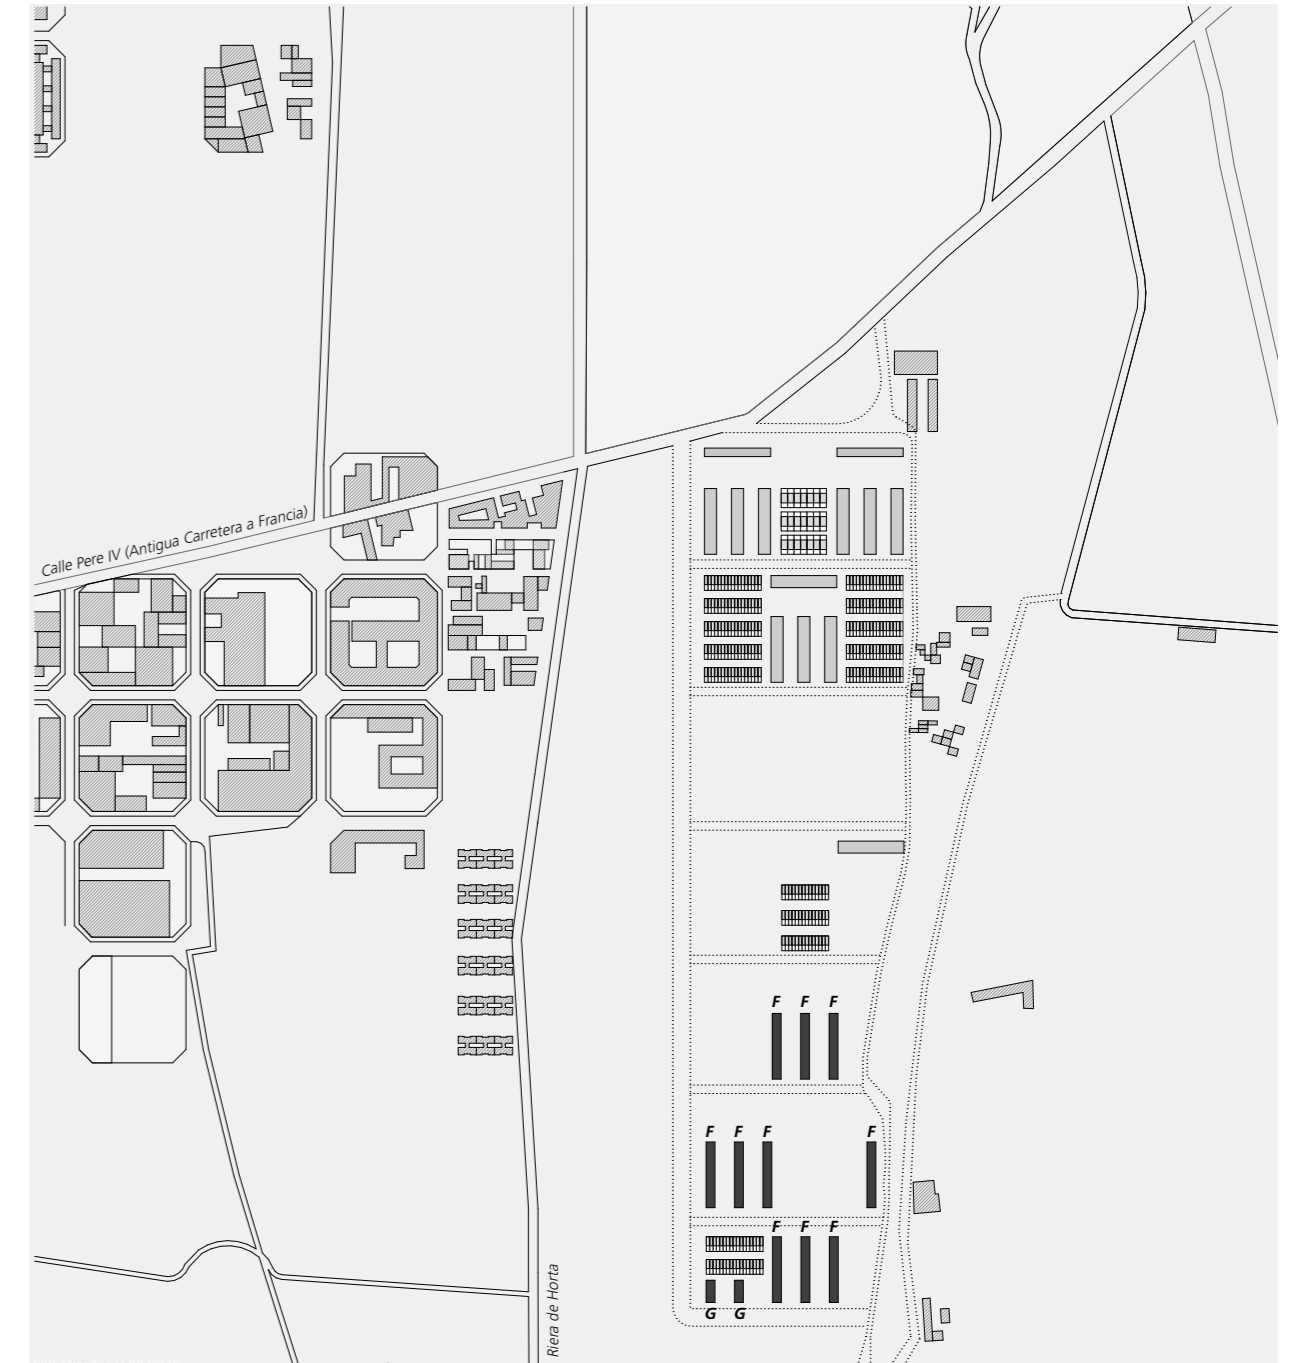 Calle Pere IV (Antigua Carretera a Francia)
F F F
F F F F
F F F
G G
Riera de Horta